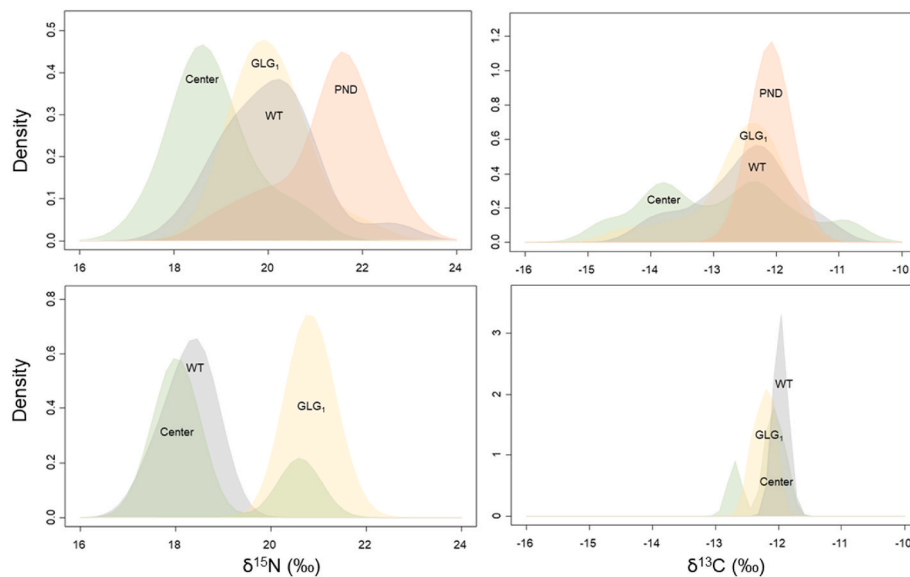 0.5
0.4
0.3
0.2
0.1
0.0
Density
Center
GLG₁
WT
PND
16 18 20 22 24
1.2
1.0
0.8
0.6
0.4
0.2
0.0
PND
GLG₁
WT
Center
-16 -15 -14 -13 -12 -11 -10
0.8
0.6
0.4
0.2
0.0
Density
WT
Center
GLG₁
16 18 20 22 24
δ¹⁵N (‰)
3
2
1
0
WT
GLG₁
Center
-16 -15 -14 -13 -12 -11 -10
δ¹³C (‰)